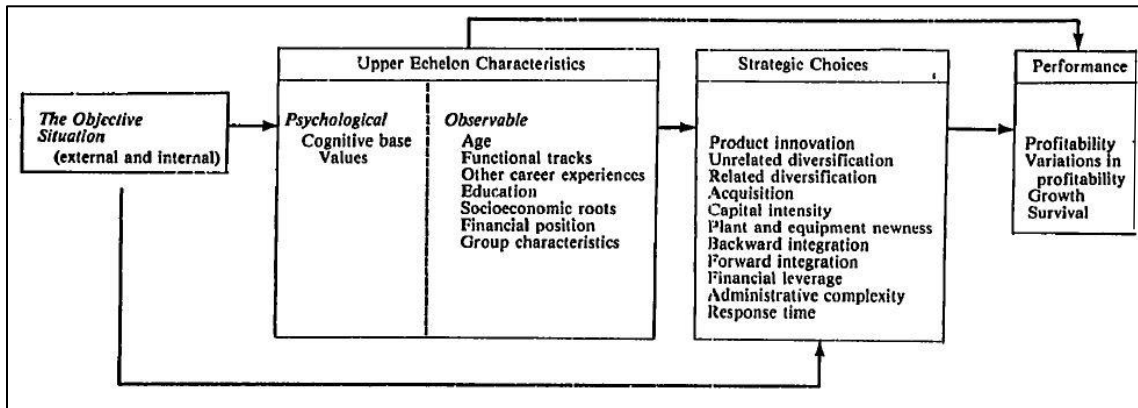 The Objective
Situation
(external and internal)
Upper Echelon Characteristics
Psychological
Cognitive base
Values
Observable
Age
Functional tracks
Other career experiences
Education
Socioeconomic roots
Financial position
Group characteristics
Strategic Choices
Product innovation
Unrelated diversification
Related diversification
Acquisition
Capital intensity
Plant and equipment newness
Backward integration
Forward integration
Financial leverage
Administrative complexity
Response time
Performance
Profitability
Variations in
profitability
Growth
Survival